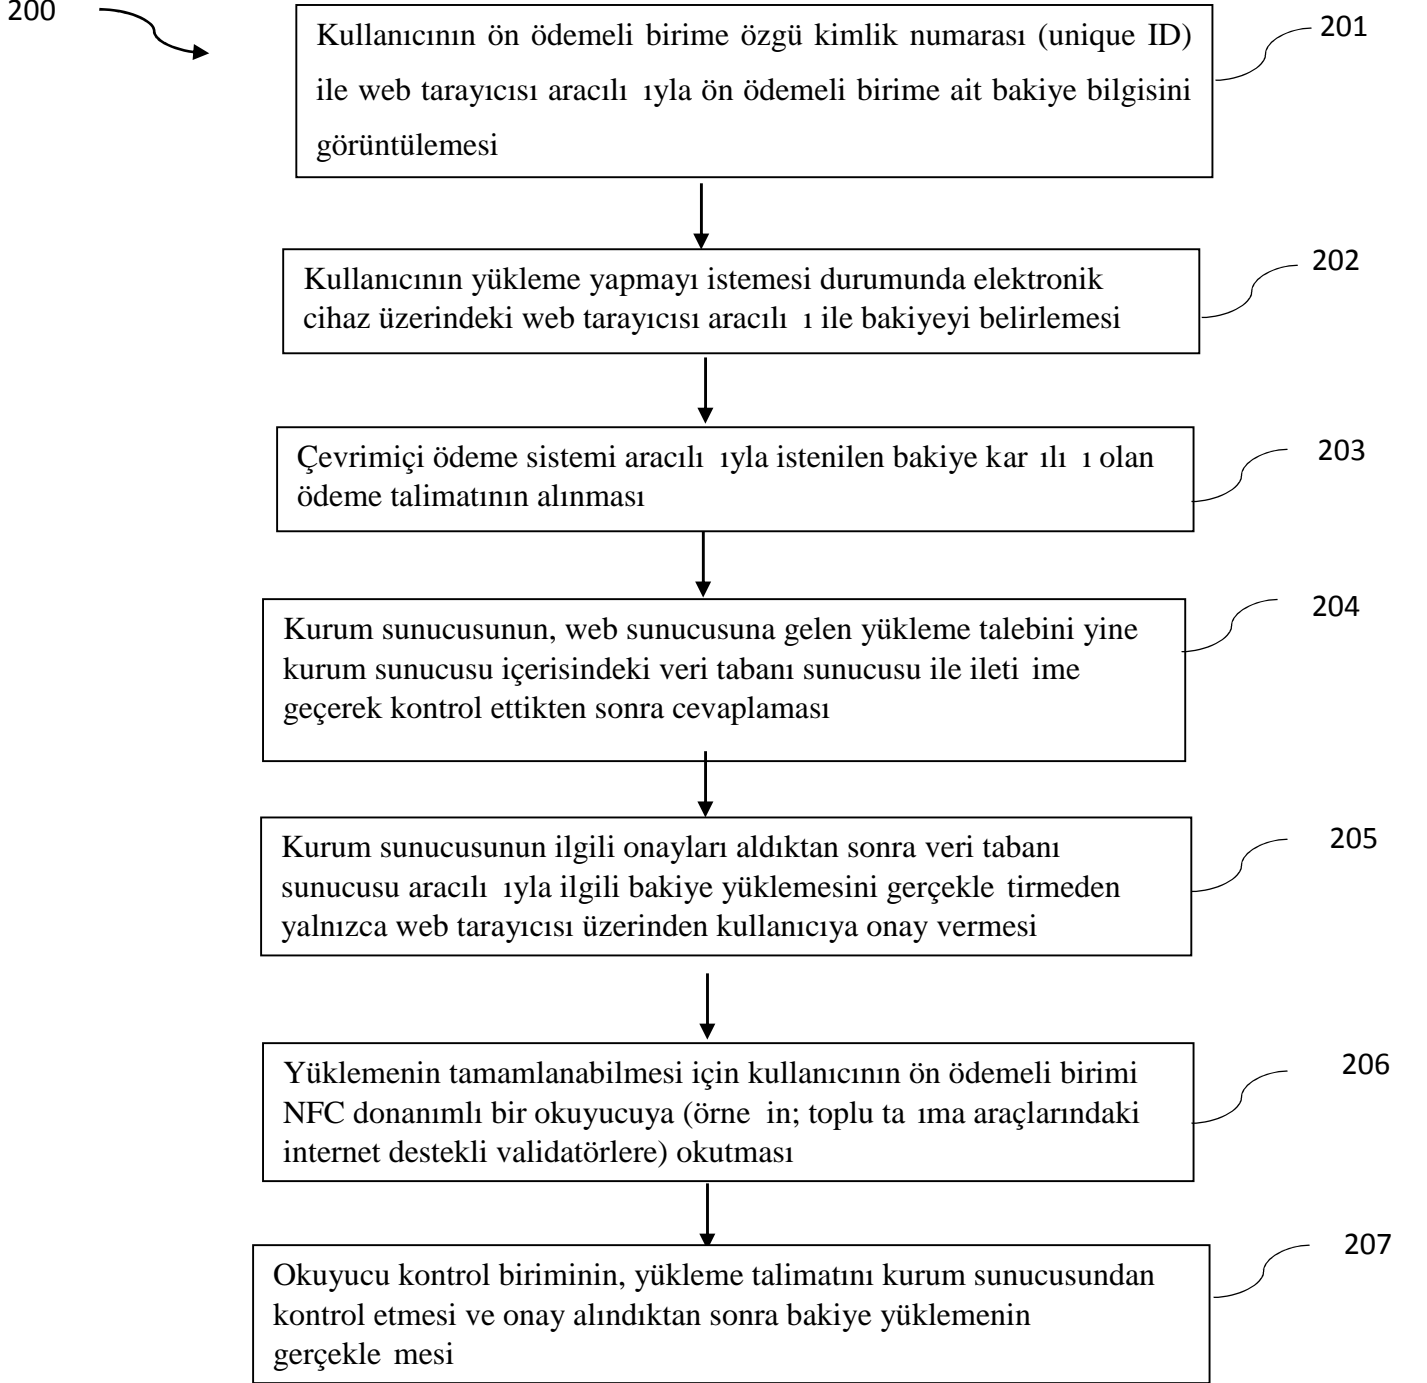 200
Kullanıcının ön ödemeli birime özgü kimlik numarası (unique ID)
201
ile web tarayıcısı aracılı ıyla ön ödemeli birime ait bakiye bilgisini
görüntülemesi
Kullanıcının yükleme yapmayı istemesi durumunda elektronik
202
cihaz üzerindeki web tarayıcısı aracılı ı ile bakiyeyi belirlemesi
Çevrimiçi ödeme sistemi aracılı ıyla istenilen bakiye kar ılı ı olan
203
ödeme talimatının alınması
Kurum sunucusunun, web sunucusuna gelen yükleme talebini yine
204
kurum sunucusu içerisindeki veri tabanı sunucusu ile ileti ime
geçerek kontrol ettikten sonra cevaplaması
Kurum sunucusunun ilgili onayları aldıktan sonra veri tabanı
205
sunucusu aracılı ıyla ilgili bakiye yüklemesini gerçekle tirmeden
yalnızca web tarayıcısı üzerinden kullanıcıya onay vermesi
Yüklemenin tamamlanabilmesi için kullanıcının ön ödemeli birimi
206
NFC donanımlı bir okuyucuya (örne in; toplu ta ıma araçlarındaki
internet destekli validatörlere) okutması
Okuyucu kontrol biriminin, yükleme talimatını kurum sunucusundan
207
kontrol etmesi ve onay alındıktan sonra bakiye yüklemenin
gerçekle mesi